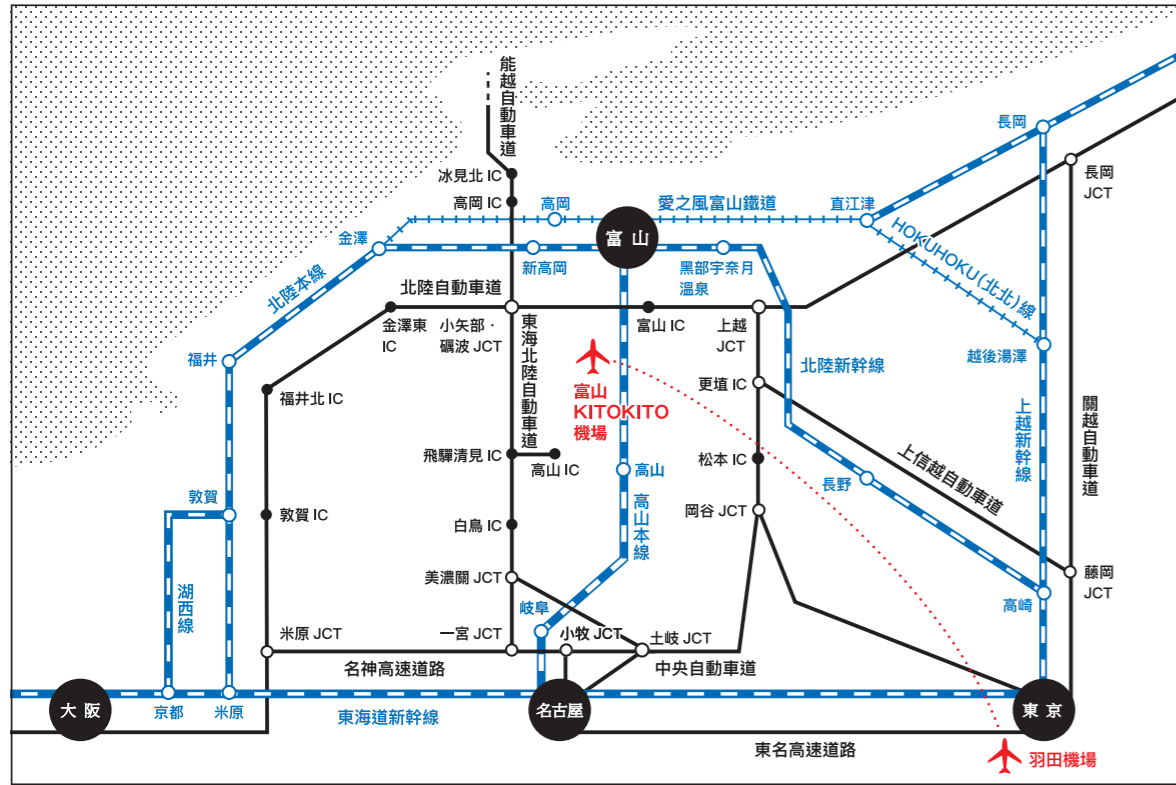 能越自動車道
長岡
長岡
JCT
冰見北 IC
高岡 IC
高岡
愛之風富山鐵道
直江津
金澤
富山
HOKUHOKU(北北)線
新高岡
黑部宇奈月
溫泉
北陸本線
北陸自動車道
金澤東
IC
小矢部・
礪波 JCT
富山 IC
上越
JCT
越後湯澤
福井
東海北陸自動車道
北陸新幹線
福井北 IC
富山
KITOKITO
機場
更埴 IC
上越新幹線
關越自動車道
飛驒清見 IC
高山 IC
高山
松本 IC
上信越自動車道
長野
敦賀
敦賀 IC
白鳥 IC
高山本線
岡谷 JCT
湖西線
美濃關 JCT
藤岡
JCT
岐阜
高崎
米原 JCT
一宮 JCT
小牧 JCT
土岐 JCT
名神高速道路
中央自動車道
大阪
京都
米原
東海道新幹線
名古屋
東京
東名高速道路
羽田機場